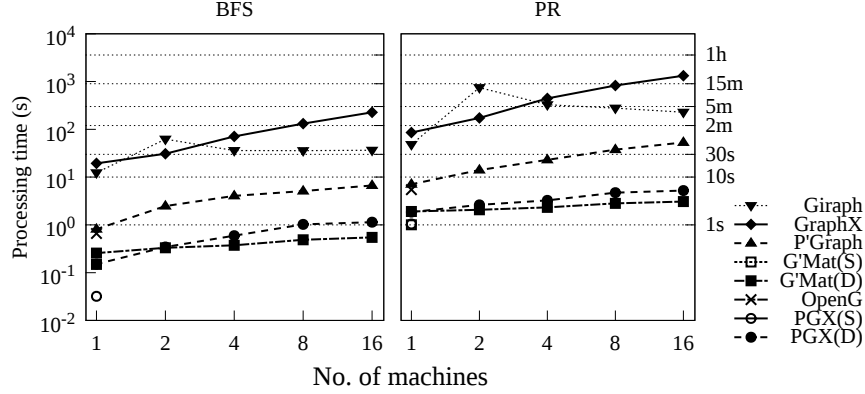 BFS
PR
Processing time (s)
10^4
10^3
10^2
10^1
10^0
10^-1
10^-2
1 2 4 8 16
1 2 4 8 16
No. of machines
1h
15m
5m
2m
30s
10s
1s
Giraph
GraphX
P'Graph
G'Mat(S)
G'Mat(D)
OpenG
PGX(S)
PGX(D)